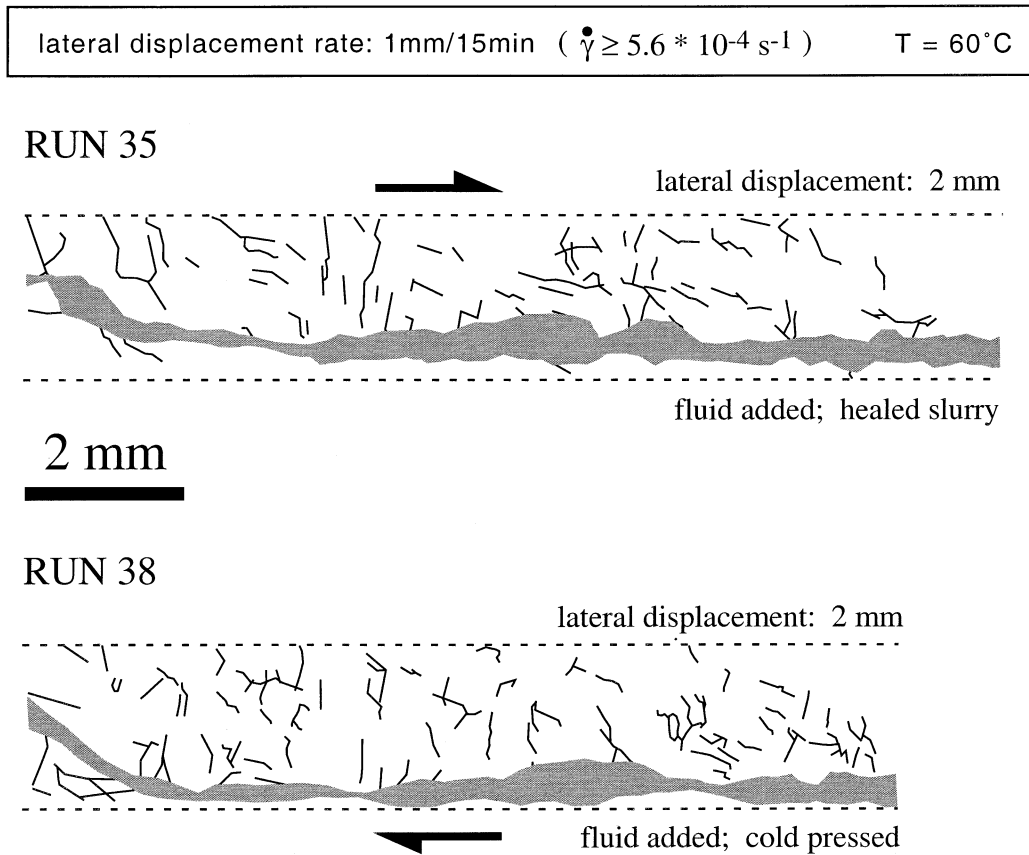 lateral displacement rate: 1mm/15min ( γ̇ ≥ 5.6 * 10⁻⁴ s⁻¹ ) T = 60˚C
RUN 35
lateral displacement: 2 mm
fluid added; healed slurry
2 mm
RUN 38
lateral displacement: 2 mm
fluid added; cold pressed